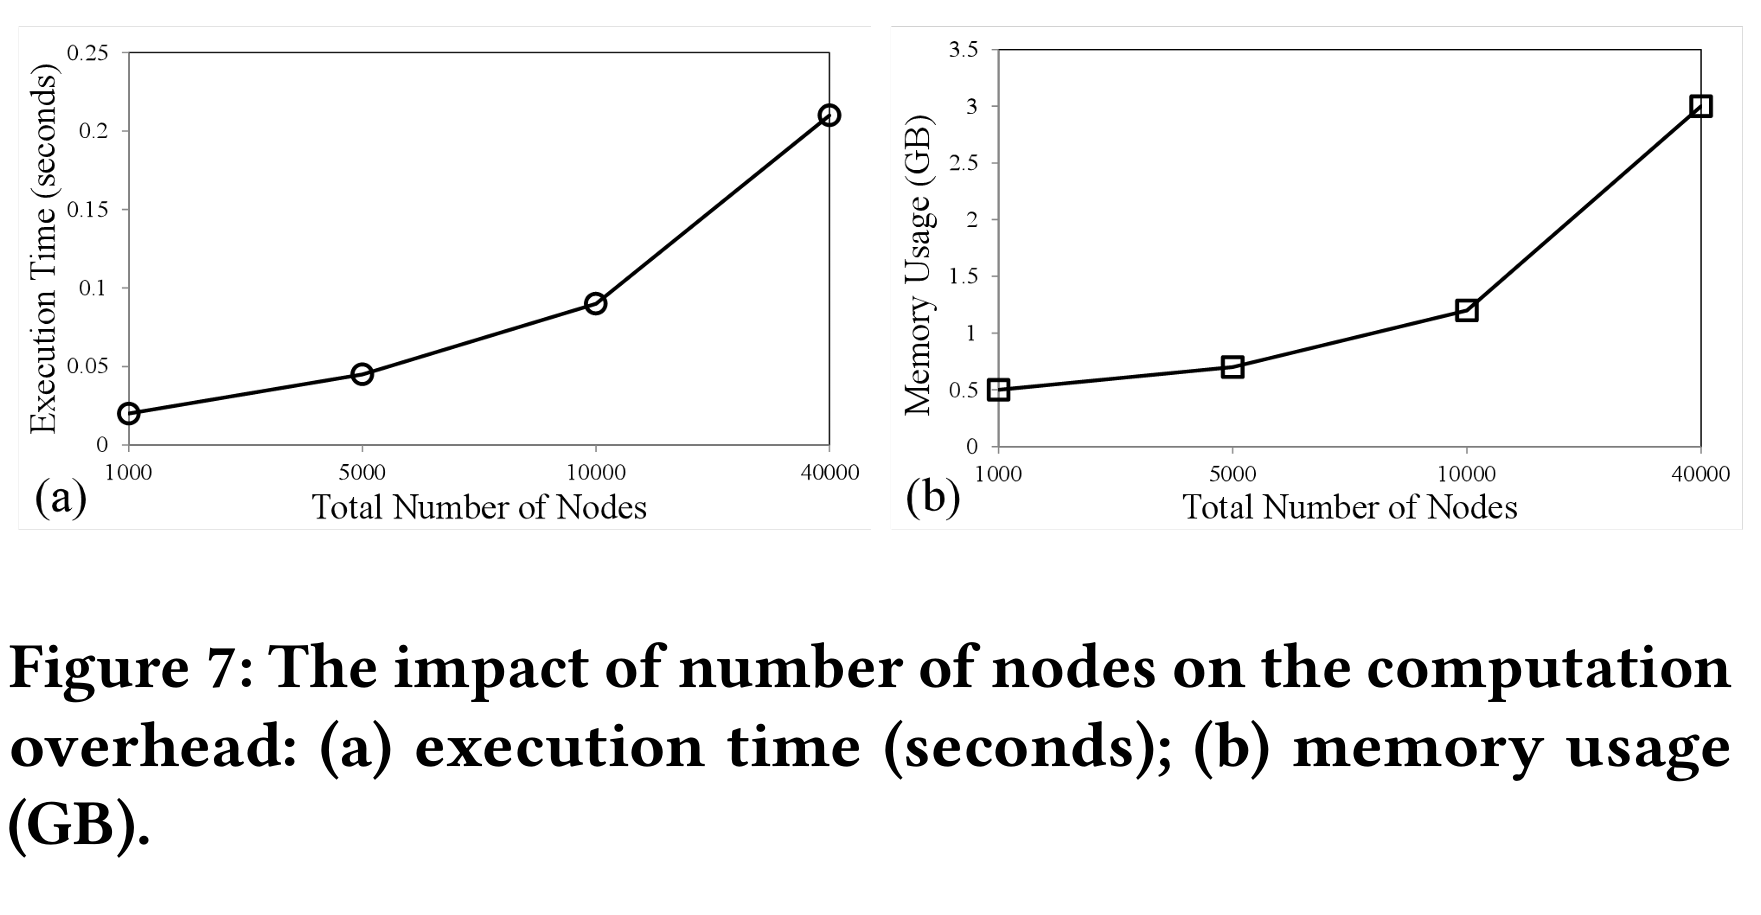 0.25
0.2
0.15
0.1
0.05
0
Execution Time (seconds)
1000 5000 10000 40000
(a) Total Number of Nodes
3.5
3
2.5
2
1.5
1
0.5
0
Memory Usage (GB)
1000 5000 10000 40000
(b) Total Number of Nodes
Figure 7: The impact of number of nodes on the computation
overhead: (a) execution time (seconds); (b) memory usage
(GB).